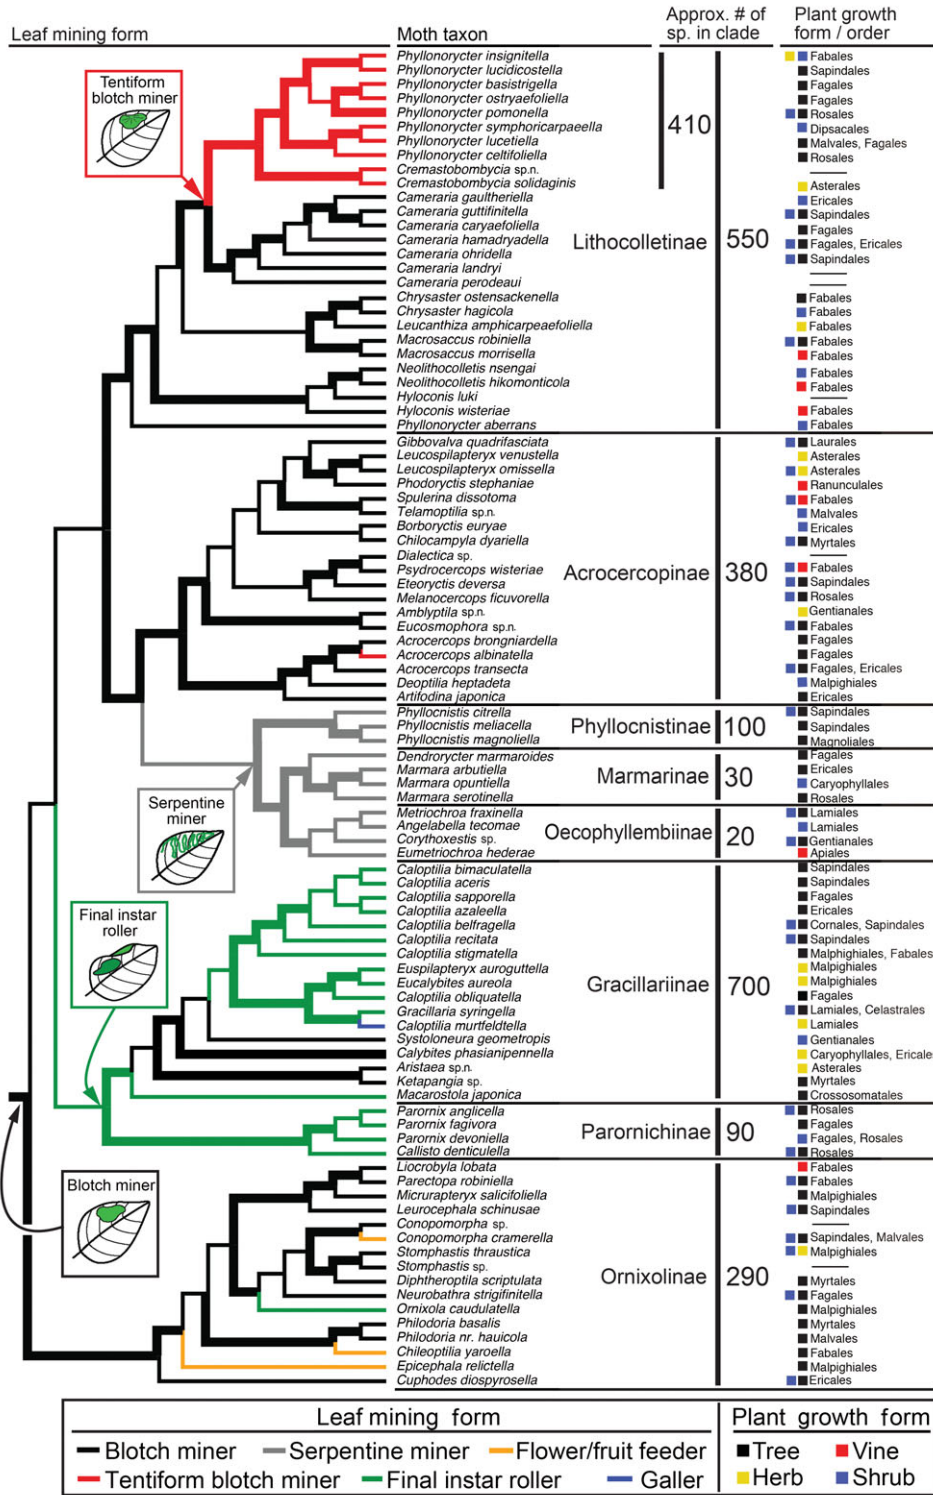 Leaf mining form
Moth taxon
Approx. # of
sp. in clade
Plant growth
form / order
Tentiform
blotch miner
Phyllonorycter insignitella Fabales
Phyllonorycter lucidicostella Sapindales
Phyllonorycter basistrigella Fagales
Phyllonorycter ostryaefoliella Fagales
Phyllonorycter pomonella Rosales
410
Phyllonorycter symphoricarpaeella Dipsacales
Phyllonorycter lucetiella Malvales, Fagales
Phyllonorycter celtifoliella Rosales
Cremastobombycia sp.n.
Cremastobombycia solidaginis Asterales
Cameraria gaultheriella Ericales
Cameraria guttifinitella Sapindales
Cameraria caryaefoliella Fagales
Lithocolletinae 550
Cameraria hamadryadella Fagales, Ericales
Cameraria ohridella Sapindales
Cameraria landryi
Cameraria perodeaui
Chrysaster ostensackenella Fabales
Chrysaster hagicola Fabales
Leucanthiza amphicarpeaefoliella Fabales
Macrosaccus robiniella Fabales
Macrosaccus morrisella Fabales
Neolithocolletis nsengai Fabales
Neolithocolletis hikomonticola Fabales
Hyloconis luki
Hyloconis wisteriae Fabales
Phyllonorycter aberrans Fabales
Gibbovalva quadrifasciata Laurales
Leucospilapteryx venustella Asterales
Leucospilapteryx omissella Asterales
Phodoryctis stephaniae Ranunculales
Spulerina dissotoma Fabales
Telamoptilia sp.n. Malvales
Borboryctis euryae Ericales
Chilocampyla dyariella Myrtales
Dialectica sp.
Acrocercopinae 380
Psydrocercops wisteriae Fabales
Eteoryctis deversa Sapindales
Melanocercops ficuvorella Rosales
Amblyptila sp.n. Gentianales
Eucosmophora sp.n. Fabales
Acrocercops brongniardella Fagales
Acrocercops albinatella Fagales
Acrocercops transecta Fagales, Ericales
Deoptilia heptadeta Malpighiales
Artifodina japonica Ericales
Phyllocnistis citrella Sapindales
Phyllocnistis meliacella Phyllocnistinae 100 Sapindales
Phyllocnistis magnoliella Magnoliales
Dendrorycter marmaroides Fagales
Marmara arbutiella Ericales
Marmarinae 30
Marmara opuntiella Caryophyllales
Marmara serotinella Rosales
Serpentine
miner
Metriochroa fraxinella Lamiales
Angelabella tecomae Lamiales
Oecophyllembiinae 20
Corythoxestis sp. Gentianales
Eumetriochroa hederae Apiales
Caloptilia bimaculatella Sapindales
Caloptilia aceris Sapindales
Caloptilia sapporella Fagales
Caloptilia azaleella Ericales
Final instar
roller
Caloptilia belfragella Cornales, Sapindales
Caloptilia recitata Sapindales
Caloptilia stigmatella Malphighiales, Fabales
Euspilapteryx auroguttella Malpighiales
Eucalybites aureola Gracillariinae 700 Malpighiales
Caloptilia obliquatella Fagales
Gracillaria syringella Lamiales, Celastrales
Caloptilia murtfeldtella Lamiales
Systoloneura geometropis Gentianales
Calybites phasianipennella Caryophyllales, Ericale
Aristaea sp.n. Asterales
Ketapangia sp. Myrtales
Macarostola japonica Crossosomatales
Parornix anglicella Rosales
Parornix fagivora Fagales
Parornichinae 90
Parornix devoniella Fagales, Rosales
Callisto denticulella Rosales
Blotch miner
Liocrobyla lobata Fabales
Parectopa robiniella Fabales
Micrurapteryx salicifoliella Malpighiales
Leurocephala schinusae Sapindales
Conopomorpha sp.
Conopomorpha cramerella Sapindales, Malvales
Stomphastis thraustica Malpighiales
Stomphastis sp.
Ornixolinae 290
Diphtheroptila scriptulata Myrtales
Neurobathra strigifinitella Fagales
Ornixola caudulatella Malpighiales
Philodoria basalis Myrtales
Philodoria nr. hauicola Malvales
Chileoptilia yaroella Fabales
Epicephala relictella Malpighiales
Cuphodes diospyrosella Ericales
Leaf mining form
Blotch miner Serpentine miner Flower/fruit feeder
Tentiform blotch miner Final instar roller Galler
Plant growth form
Tree Vine
Herb Shrub